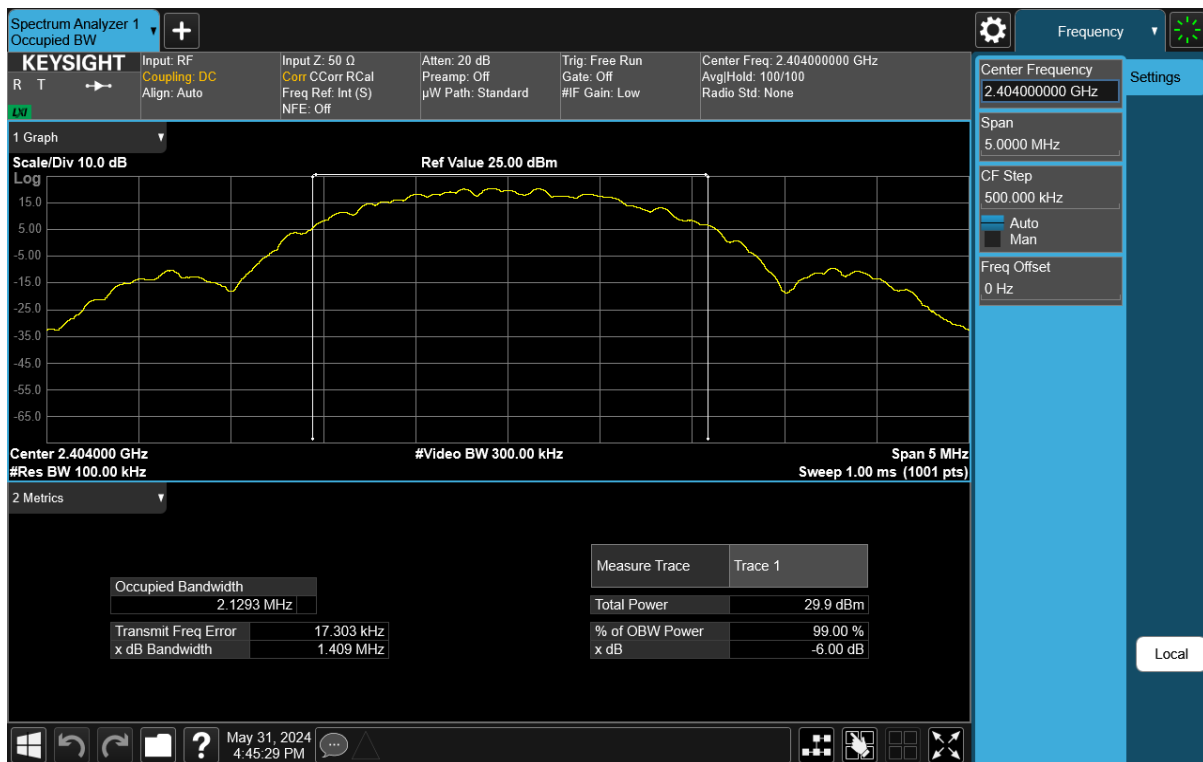 Spectrum Analyzer 1
Occupied BW
+
Frequency
KEYSIGHT
R T
LXI
Input: RF
Coupling: DC
Align: Auto
Input Z: 50 Ω
Corr CCorr RCal
Freq Ref: Int (S)
NFE: Off
Atten: 20 dB
Preamp: Off
µW Path: Standard
Trig: Free Run
Gate: Off
#IF Gain: Low
Center Freq: 2.404000000 GHz
Avg|Hold: 100/100
Radio Std: None
Center Frequency
2.404000000 GHz
Settings
Span
5.0000 MHz
CF Step
500.000 kHz
Auto
Man
Freq Offset
0 Hz
1 Graph
Scale/Div 10.0 dB
Ref Value 25.00 dBm
Log
15.0
5.00
-5.00
-15.0
-25.0
-35.0
-45.0
-55.0
-65.0
Center 2.404000 GHz
#Video BW 300.00 kHz
Span 5 MHz
#Res BW 100.00 kHz
Sweep 1.00 ms (1001 pts)
2 Metrics
Measure Trace Trace 1
Occupied Bandwidth
2.1293 MHz
Total Power 29.9 dBm
Transmit Freq Error 17.303 kHz
% of OBW Power 99.00 %
x dB Bandwidth 1.409 MHz
x dB -6.00 dB
Local
?
May 31, 2024
4:45:29 PM